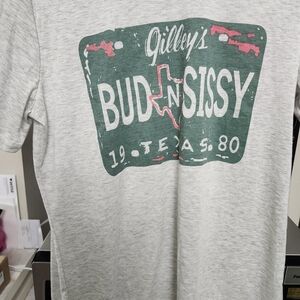 Gilley's
BUD N SISSY
19 • TEXAS • 80